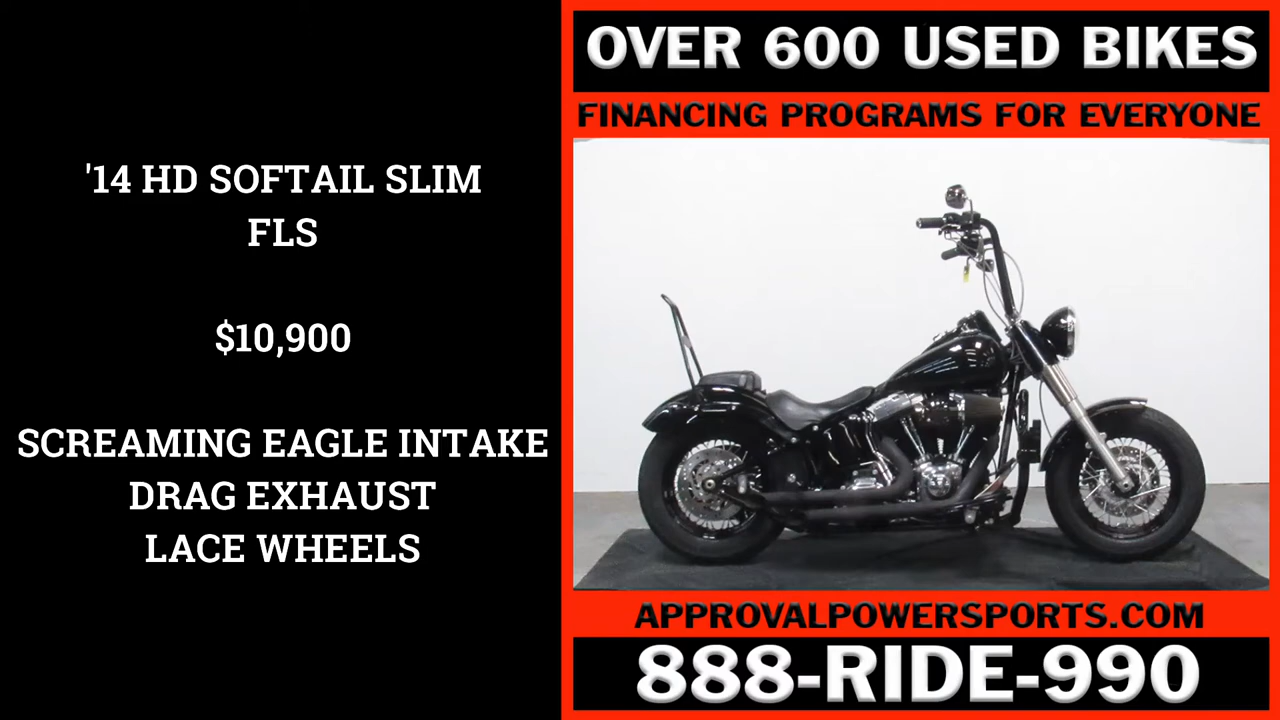 '14 HD SOFTAIL SLIM
FLS
$10,900
SCREAMING EAGLE INTAKE
DRAG EXHAUST
LACE WHEELS
OVER 600 USED BIKES
FINANCING PROGRAMS FOR EVERYONE
APPROVALPOWERSPORTS.COM
888-RIDE-990